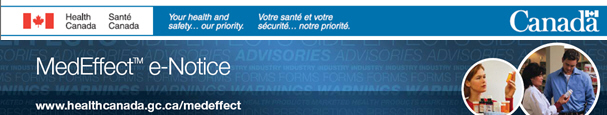 Health Canada
Santé Canada
Your health and safety... our priority.
Votre santé et votre sécurité... notre priorité.
Canada
ADVISORIES
MedEffect™ e-Notice
www.healthcanada.gc.ca/medeffect